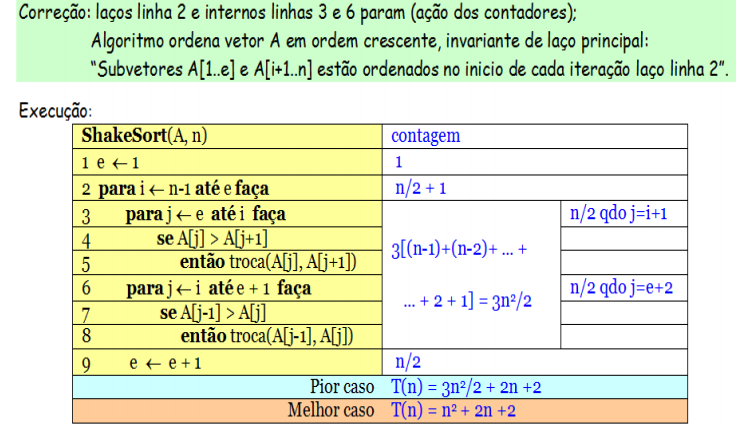 Correção: laços linha 2 e internos linhas 3 e 6 param (ação dos contadores);
Algoritmo ordena vetor A em ordem crescente, invariante de laço principal:
“Subvetores A[1..e] e A[i+1..n] estão ordenados no inicio de cada iteração laço linha 2”.
Execução:
ShakeSort(A, n) contagem
1 e ← 1 1
2 para i ← n-1 até e faça n/2 + 1
3 para j ← e até i faça n/2 qdo j=i+1
4 se A[j] > A[j+1]
5 então troca(A[j], A[j+1])
3[(n-1)+(n-2)+ ... +
6 para j ← i até e + 1 faça n/2 qdo j=e+2
... + 2 + 1] = 3n²/2
7 se A[j-1] > A[j]
8 então troca(A[j-1], A[j])
9 e ← e + 1 n/2
Pior caso T(n) = 3n²/2 + 2n +2
Melhor caso T(n) = n² + 2n +2